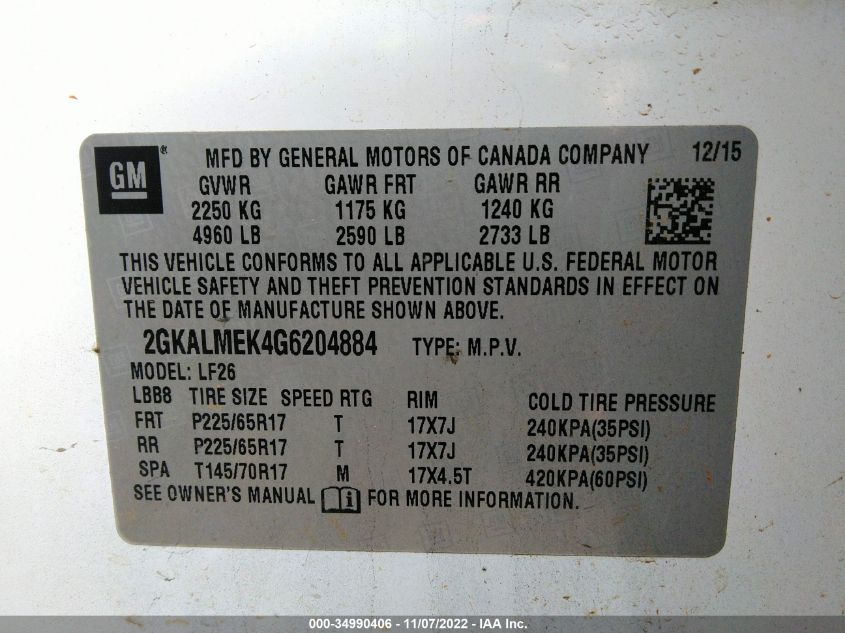 GM® MFD BY GENERAL MOTORS OF CANADA COMPANY 12/15
GVWR GAWR FRT GAWR RR
2250 KG 1175 KG 1240 KG
4960 LB 2590 LB 2733 LB
THIS VEHICLE CONFORMS TO ALL APPLICABLE U.S. FEDERAL MOTOR
VEHICLE SAFETY AND THEFT PREVENTION STANDARDS IN EFFECT ON
THE DATE OF MANUFACTURE SHOWN ABOVE.
2GKALMEK4G6204884 TYPE: M.P.V.
MODEL: LF26
LBB8 TIRE SIZE SPEED RTG RIM COLD TIRE PRESSURE
FRT P225/65R17 T 17X7J 240KPA(35PSI)
RR P225/65R17 T 17X7J 240KPA(35PSI)
SPA T145/70R17 M 17X4.5T 420KPA(60PSI)
SEE OWNER'S MANUAL i FOR MORE INFORMATION.
000-34990406 - 11/07/2022 - IAA Inc.